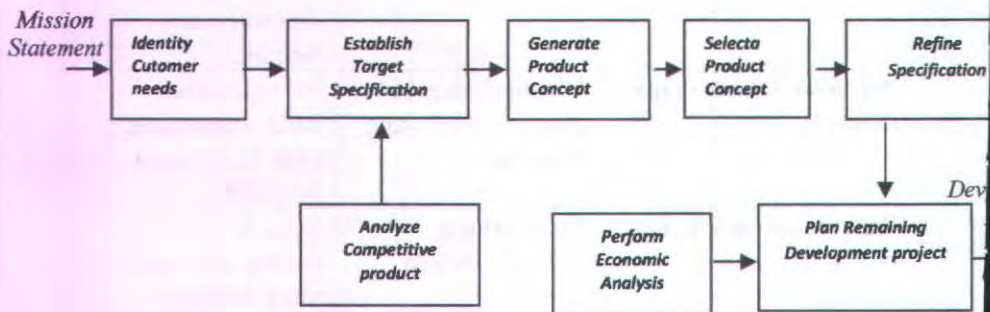 Mission
Statement
Identity
Cutomer
needs
Establish
Target
Specification
Generate
Product
Concept
Selecta
Product
Concept
Refine
Specification
Analyze
Competitive
product
Perform
Economic
Analysis
Plan Remaining
Development project
Dev